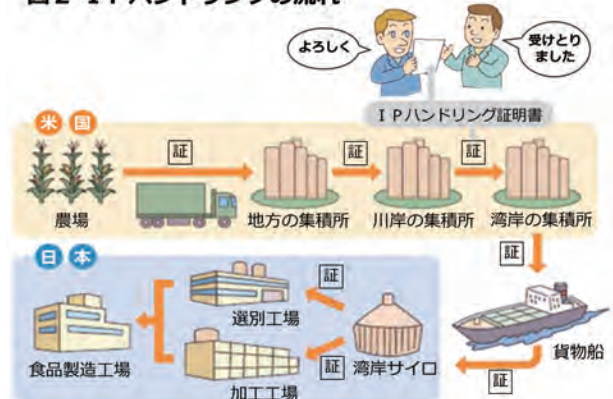 図2 IPハンドリングの流れ
よろしく
受けとり
ました
IPハンドリング証明書
米国
証
証
証
農場
地方の集積所
川岸の集積所
湾岸の集積所
日本
証
証
選別工場
貨物船
食品製造工場
証
湾岸サイロ
証
加工工場